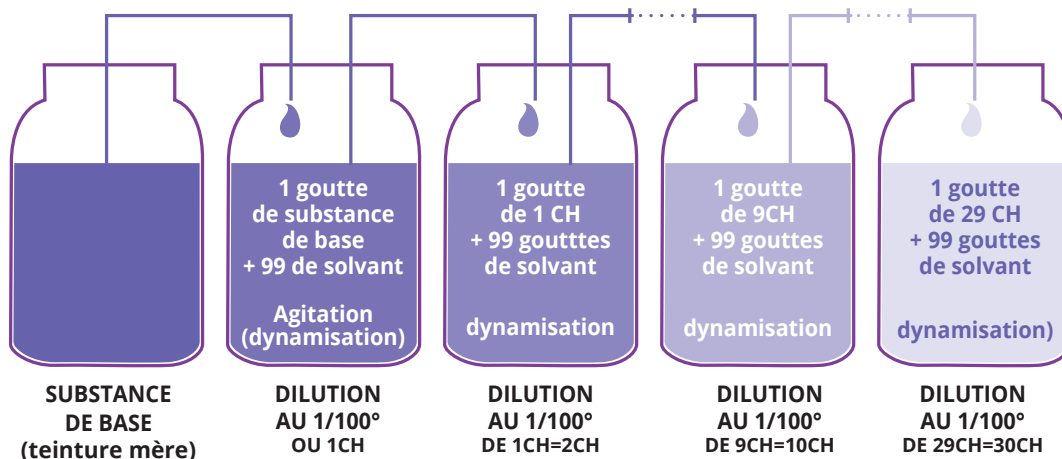 1 goutte
de substance
de base
+ 99 de solvant
Agitation
(dynamisation)
1 goutte
de 1 CH
+ 99 goutttes
de solvant
dynamisation
1 goutte
de 9CH
+ 99 gouttes
de solvant
dynamisation
1 goutte
de 29 CH
+ 99 gouttes
de solvant
dynamisation)
SUBSTANCE
DE BASE
(teinture mère)
DILUTION
AU 1/100°
OU 1CH
DILUTION
AU 1/100°
DE 1CH=2CH
DILUTION
AU 1/100°
DE 9CH=10CH
DILUTION
AU 1/100°
DE 29CH=30CH